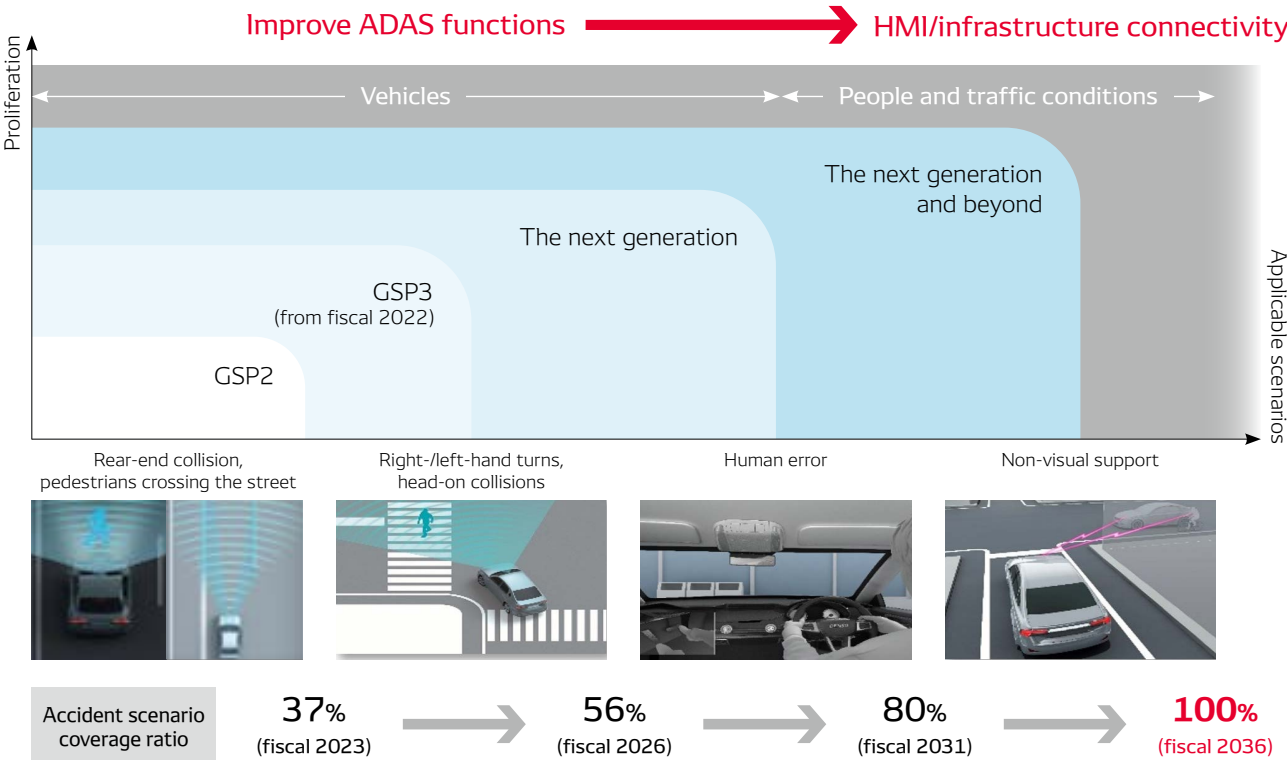 Improve ADAS functions
HMI/infrastructure connectivity
Proliferation
Vehicles
People and traffic conditions
The next generation
and beyond
The next generation
GSP3
(from fiscal 2022)
GSP2
Applicable scenarios
Rear-end collision,
pedestrians crossing the street
Right-/left-hand turns,
head-on collisions
Human error
Non-visual support
Accident scenario
coverage ratio
37%
(fiscal 2023)
56%
(fiscal 2026)
80%
(fiscal 2031)
100%
(fiscal 2036)